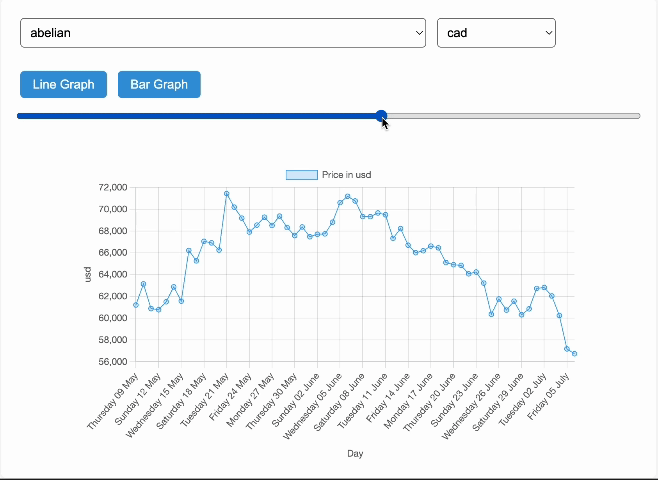 abelian cad
Line Graph Bar Graph
Price in usd
72,000
70,000
68,000
66,000
64,000
62,000
60,000
58,000
56,000
usd
Thursday 09 May
Sunday 12 May
Wednesday 15 May
Saturday 18 May
Tuesday 21 May
Friday 24 May
Monday 27 May
Thursday 30 May
Sunday 02 June
Wednesday 05 June
Saturday 08 June
Tuesday 11 June
Friday 14 June
Monday 17 June
Thursday 20 June
Sunday 23 June
Wednesday 26 June
Saturday 29 June
Tuesday 02 July
Friday 05 July
Day